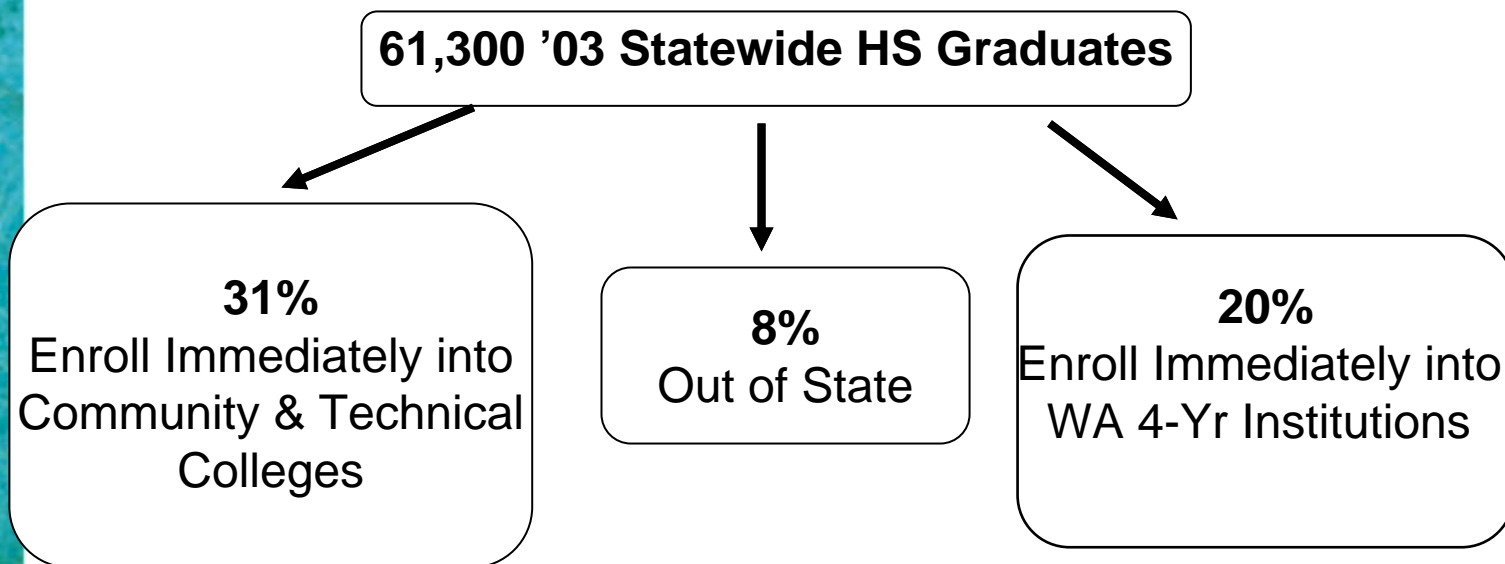 61,300 ’03 Statewide HS Graduates
31%
Enroll Immediately into
Community & Technical
Colleges
8%
Out of State
20%
Enroll Immediately into
WA 4-Yr Institutions